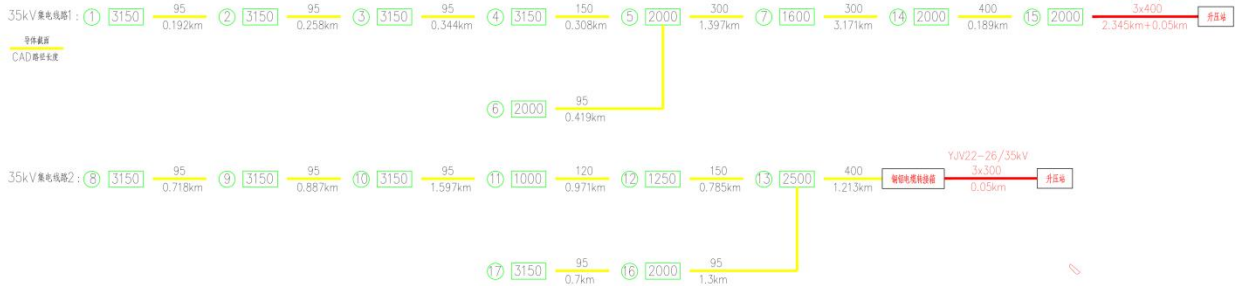 35kV集电线路1: ① 3150 95 ② 3150 95 ③ 3150 95 ④ 3150 150 ⑤ 2000 300 ⑦ 1600 300 ⑭ 2000 400 ⑮ 2000 3x400 升压站
0.192km 0.258km 0.344km 0.308km 1.397km 3.171km 0.189km 2.345km+0.05km
导体截面
CAD路径长度
⑥ 2000 95
0.419km
YJV22-26/35kV
35kV集电线路2: ⑧ 3150 95 ⑨ 3150 95 ⑩ 3150 95 ⑪ 1000 120 ⑫ 1250 150 ⑬ 2500 400 铜铝电缆转接箱 3x300 升压站
0.718km 0.887km 1.597km 0.971km 0.785km 1.213km 0.05km
⑰ 3150 95 ⑯ 2000 95
0.7km 1.3km